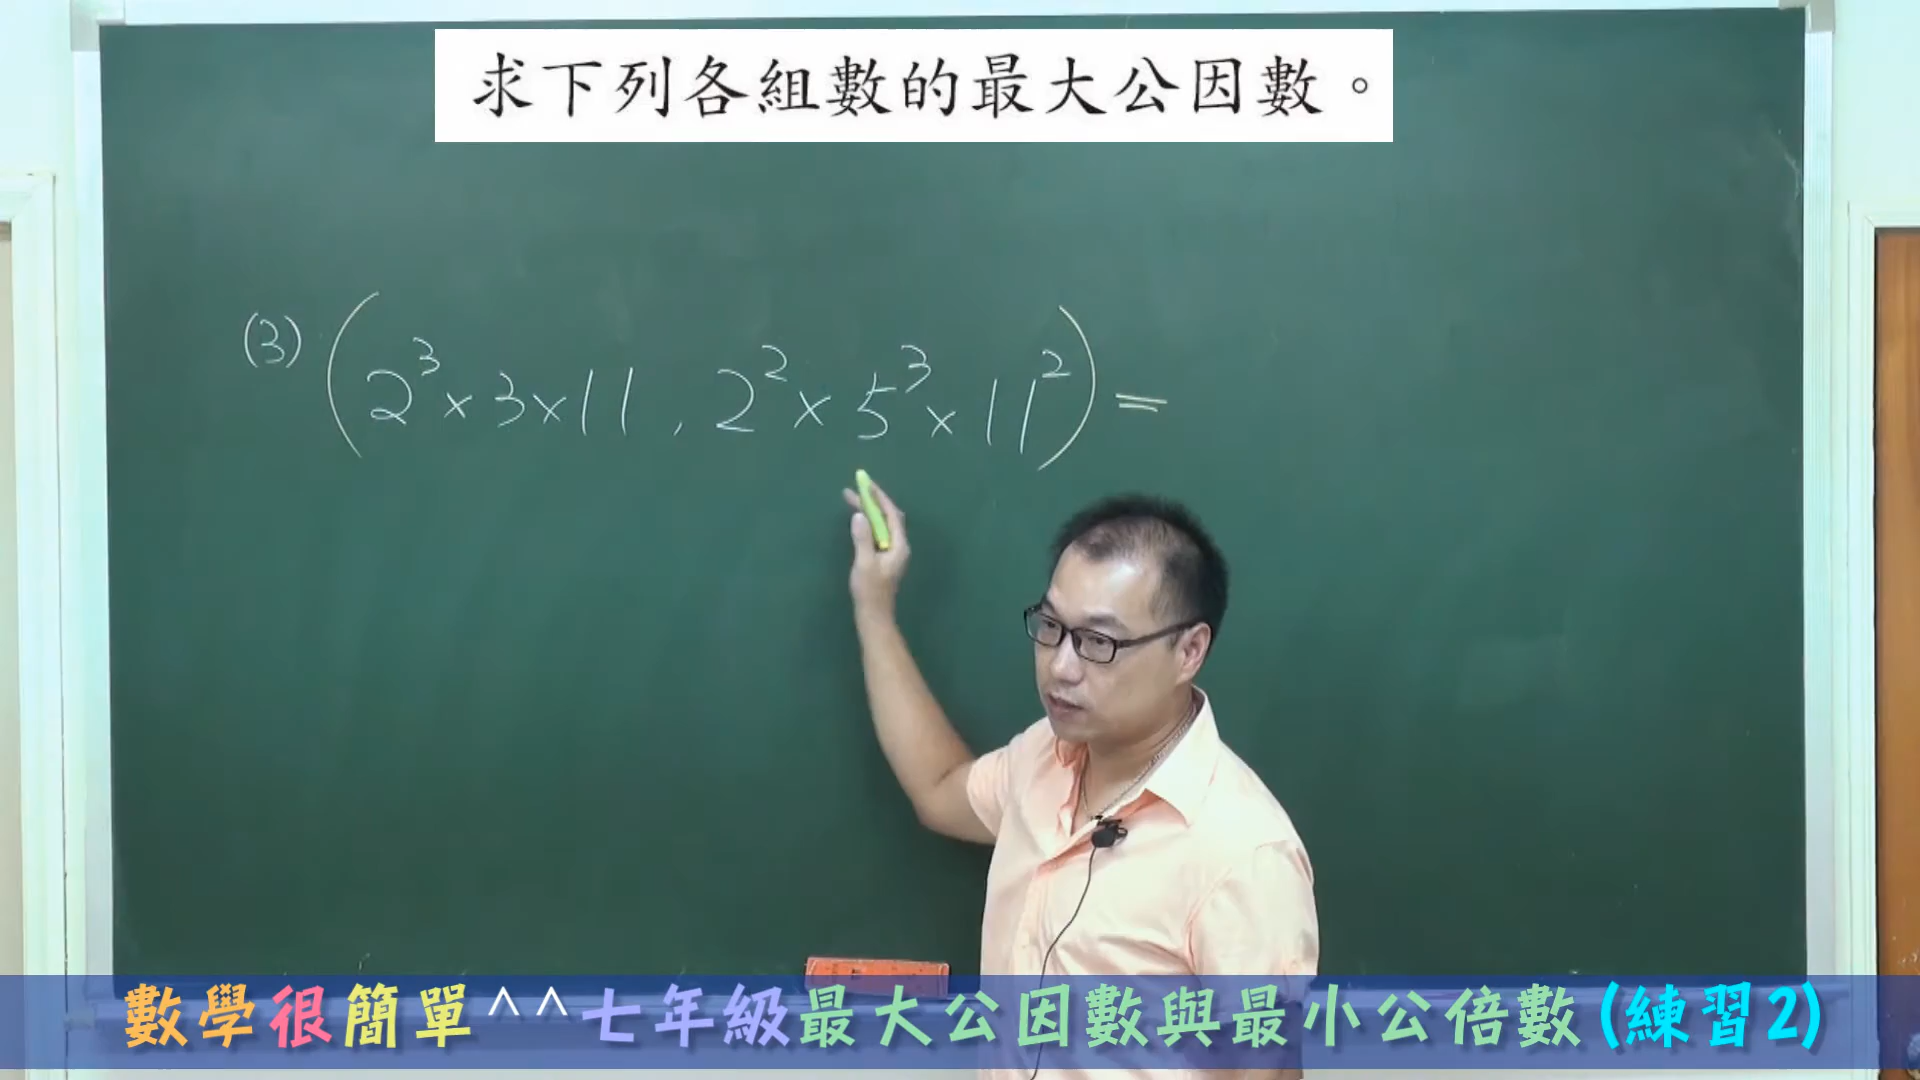 求下列各組數的最大公因數。
(3) (2³×3×11, 2²×5³×11²)=
數學很簡單^^七年級最大公因數與最小公倍數(練習2)